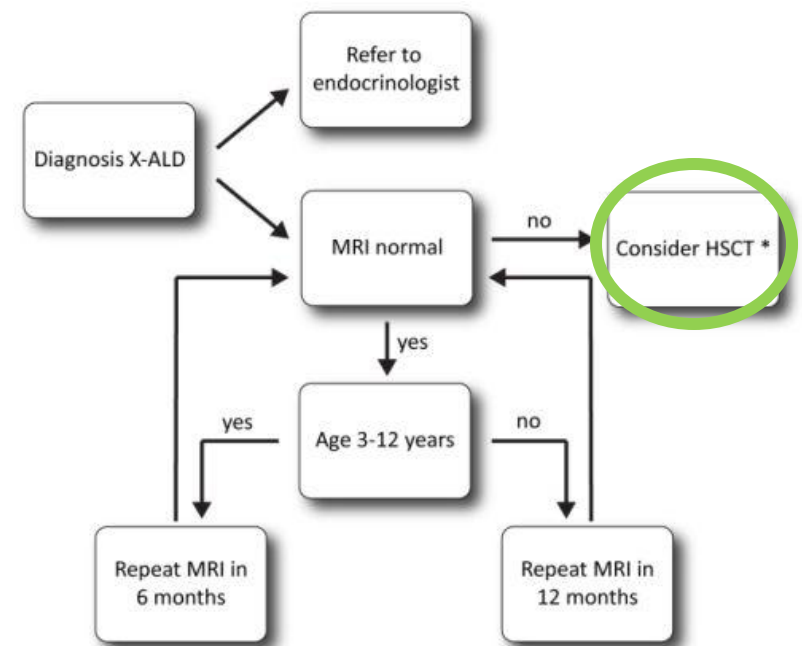 Refer to
endocrinologist
Diagnosis X-ALD
MRI normal
no
Consider HSCT *
yes
Age 3-12 years
yes
no
Repeat MRI in
6 months
Repeat MRI in
12 months